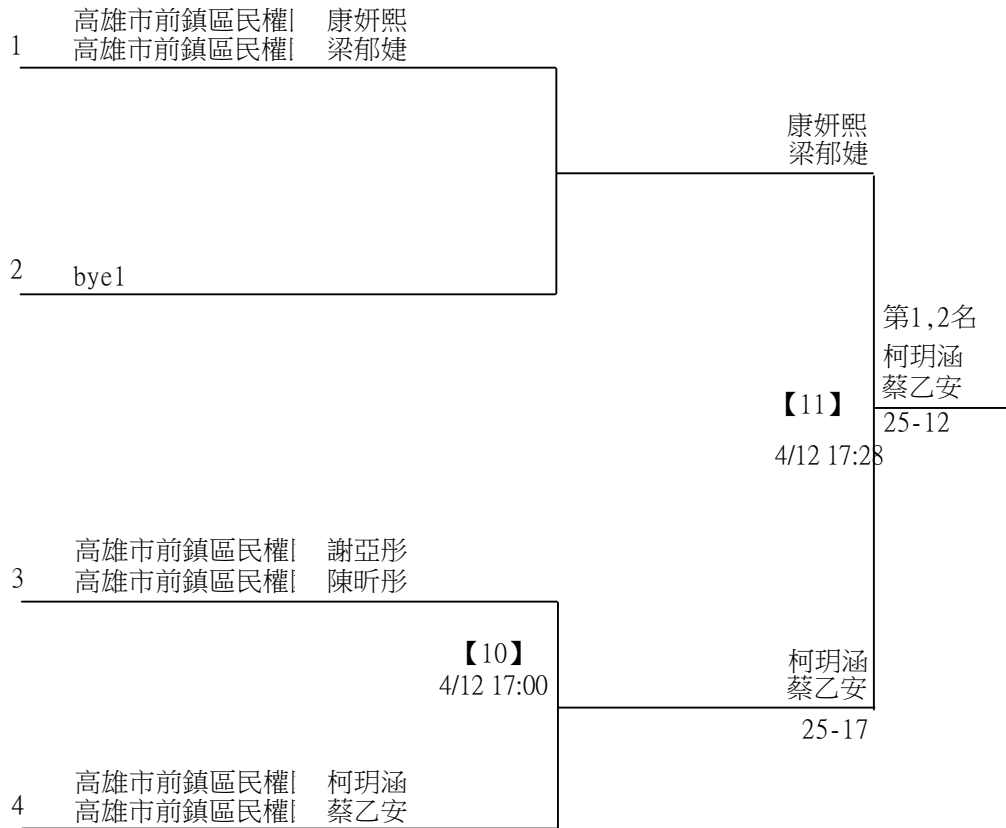 高雄市前鎮區民權 康妍熙
1 高雄市前鎮區民權 梁郁婕
康妍熙
梁郁婕
2 bye1
第1,2名
柯玥涵
蔡乙安
【11】
25-12
4/12 17:28
高雄市前鎮區民權 謝亞彤
3 高雄市前鎮區民權 陳昕彤
【10】
4/12 17:00
柯玥涵
蔡乙安
25-17
高雄市前鎮區民權 柯玥涵
4 高雄市前鎮區民權 蔡乙安